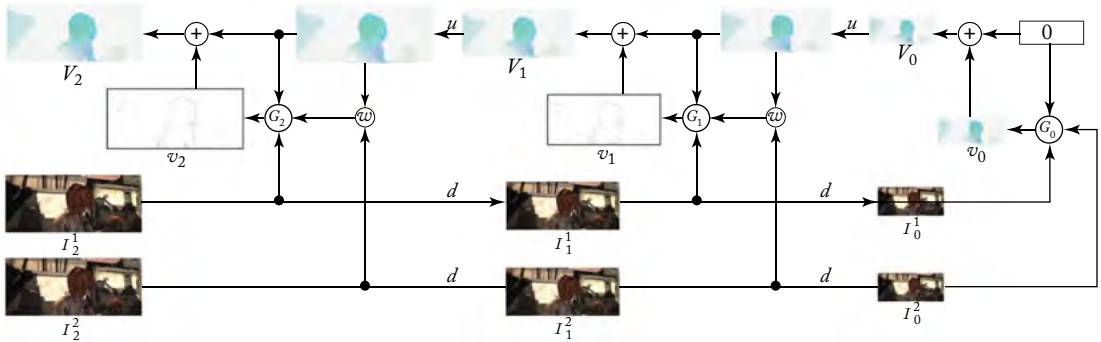 + u + u + 0
V₂ V₁ V₀
G₂ w G₁ w G₀
v₂ v₁ v₀
d d
I₂¹ I₁¹ I₀¹
d d
I₂² I₁² I₀²